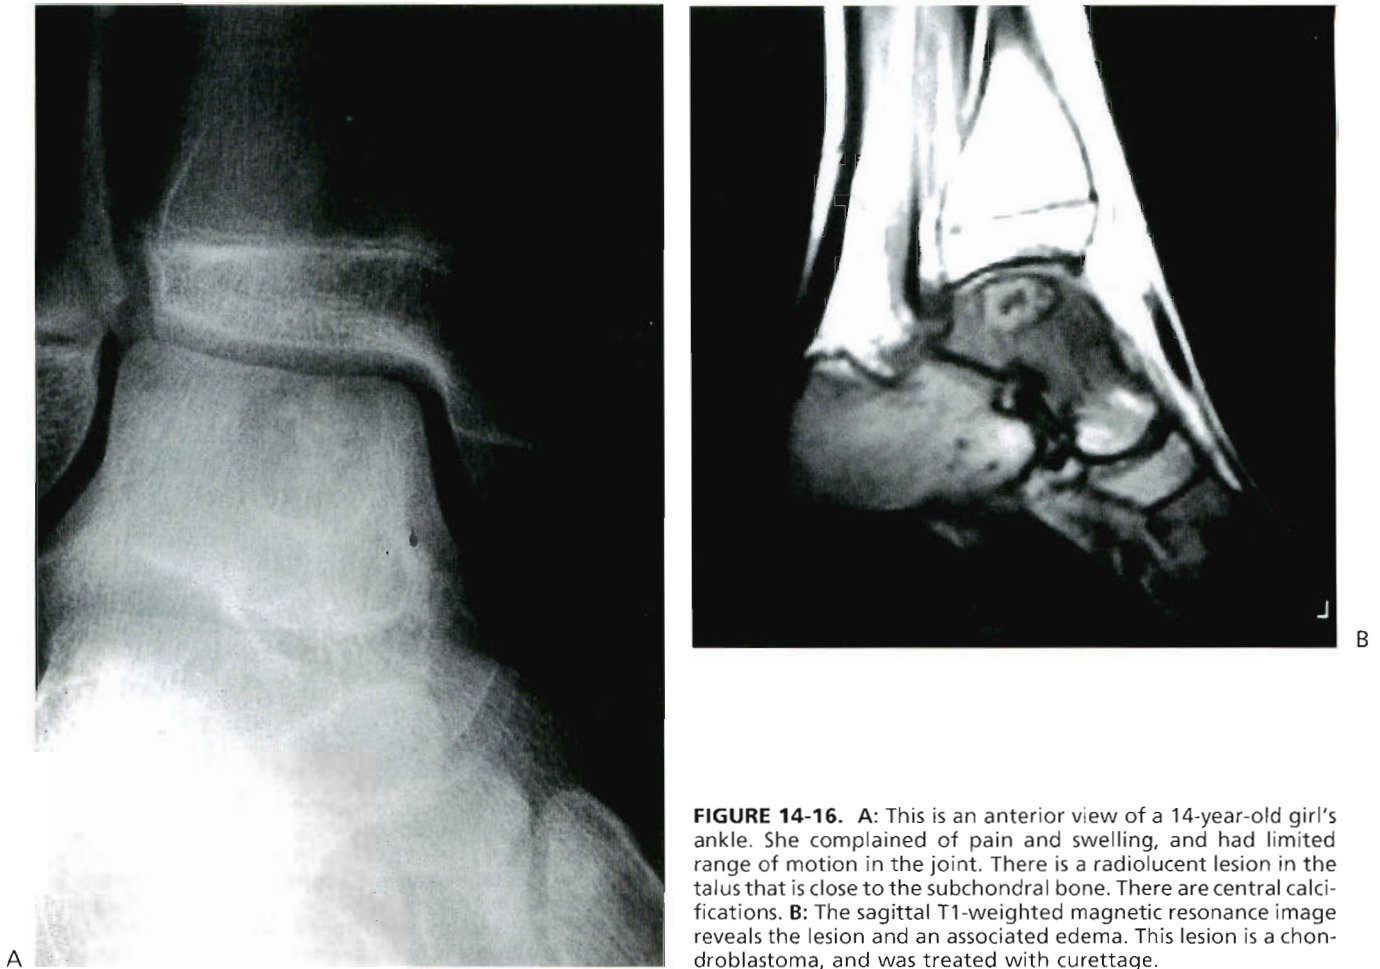 A
B
FIGURE 14-16. A: This is an anterior view of a 14-year-old girl's
ankle. She complained of pain and swelling, and had limited
range of motion in the joint. There is a radiolucent lesion in the
talus that is close to the subchondral bone. There are central calci-
fications. B: The sagittal T1-weighted magnetic resonance image
reveals the lesion and an associated edema. This lesion is a chon-
droblastoma, and was treated with curettage.